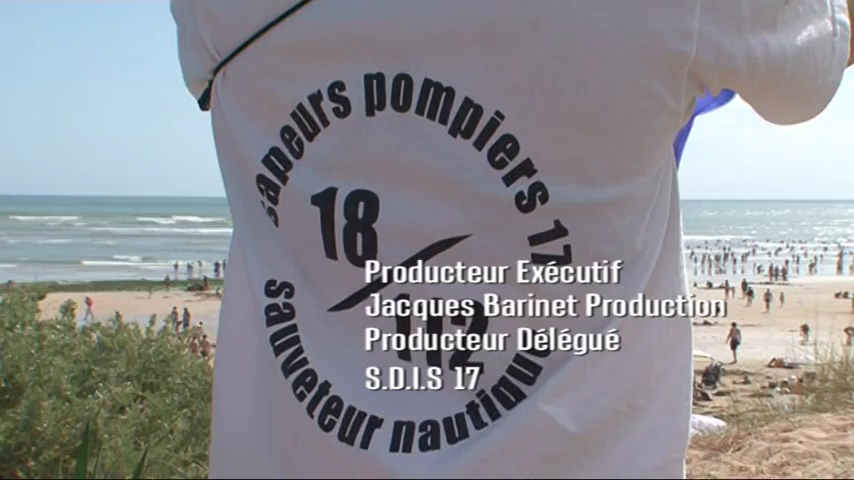 sapeurs pompiers 17
18
112
sauveteur nautique
Producteur Exécutif
Jacques Barinet Production
Producteur Délégué
S.D.I.S 17